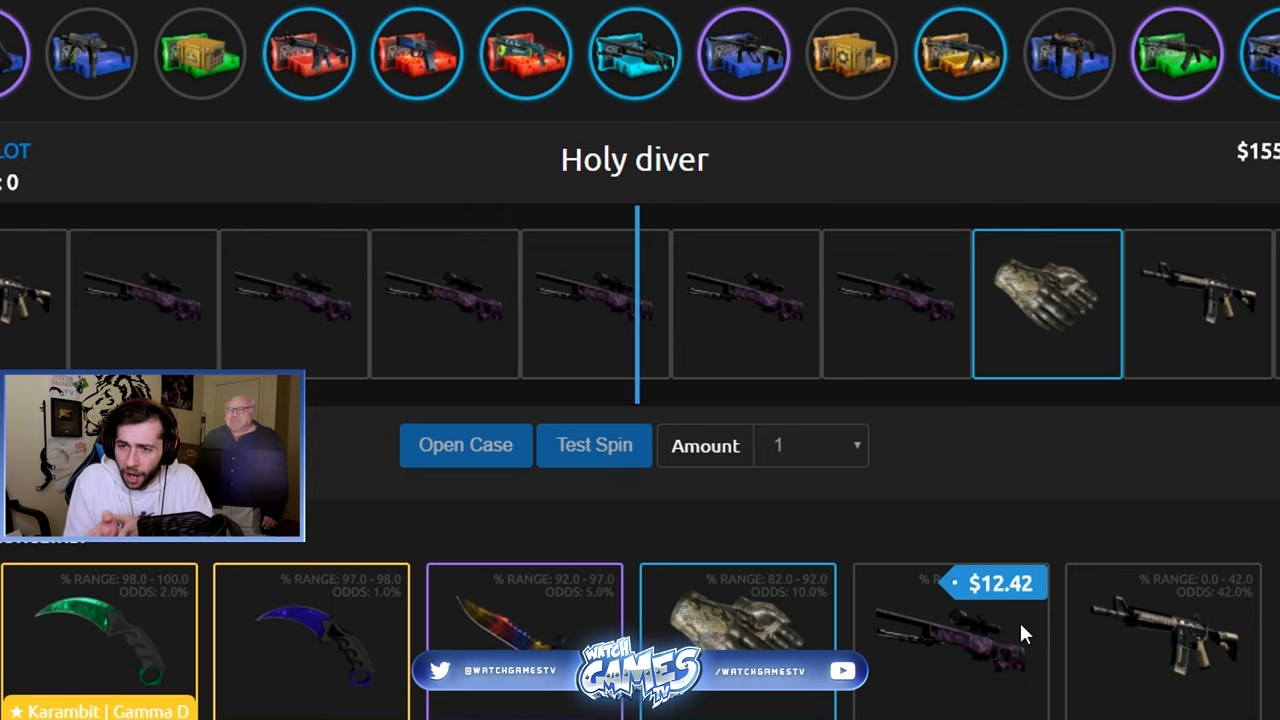 LOT
: 0
Holy diver
$155
Open Case
Test Spin
Amount
1
% RANGE: 98.0 - 100.0
ODDS: 2.0%
% RANGE: 97.0 - 98.0
ODDS: 1.0%
% RANGE: 92.0 - 97.0
ODDS: 5.0%
% RANGE: 82.0 - 92.0
ODDS: 10.0%
% R
$12.42
% RANGE: 0.0 - 42.0
ODDS: 42.0%
★ Karambit | Gamma D
@WATCHGAMESTV
WATCH
GAMES
TV
/WATCHGAMESTV